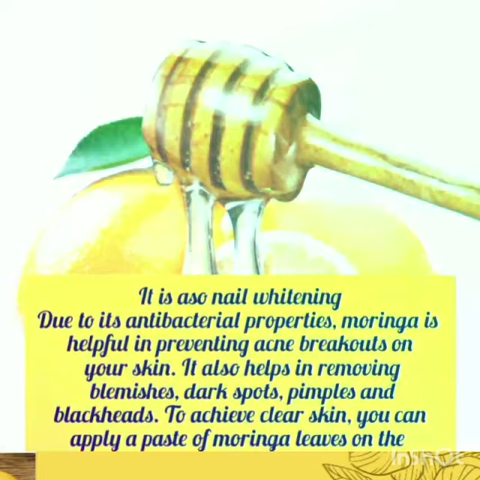 It is aso nail whitening
Due to its antibacterial properties, moringa is
helpful in preventing acne breakouts on
your skin. It also helps in removing
blemishes, dark spots, pimples and
blackheads. To achieve clear skin, you can
apply a paste of moringa leaves on the
InShOt